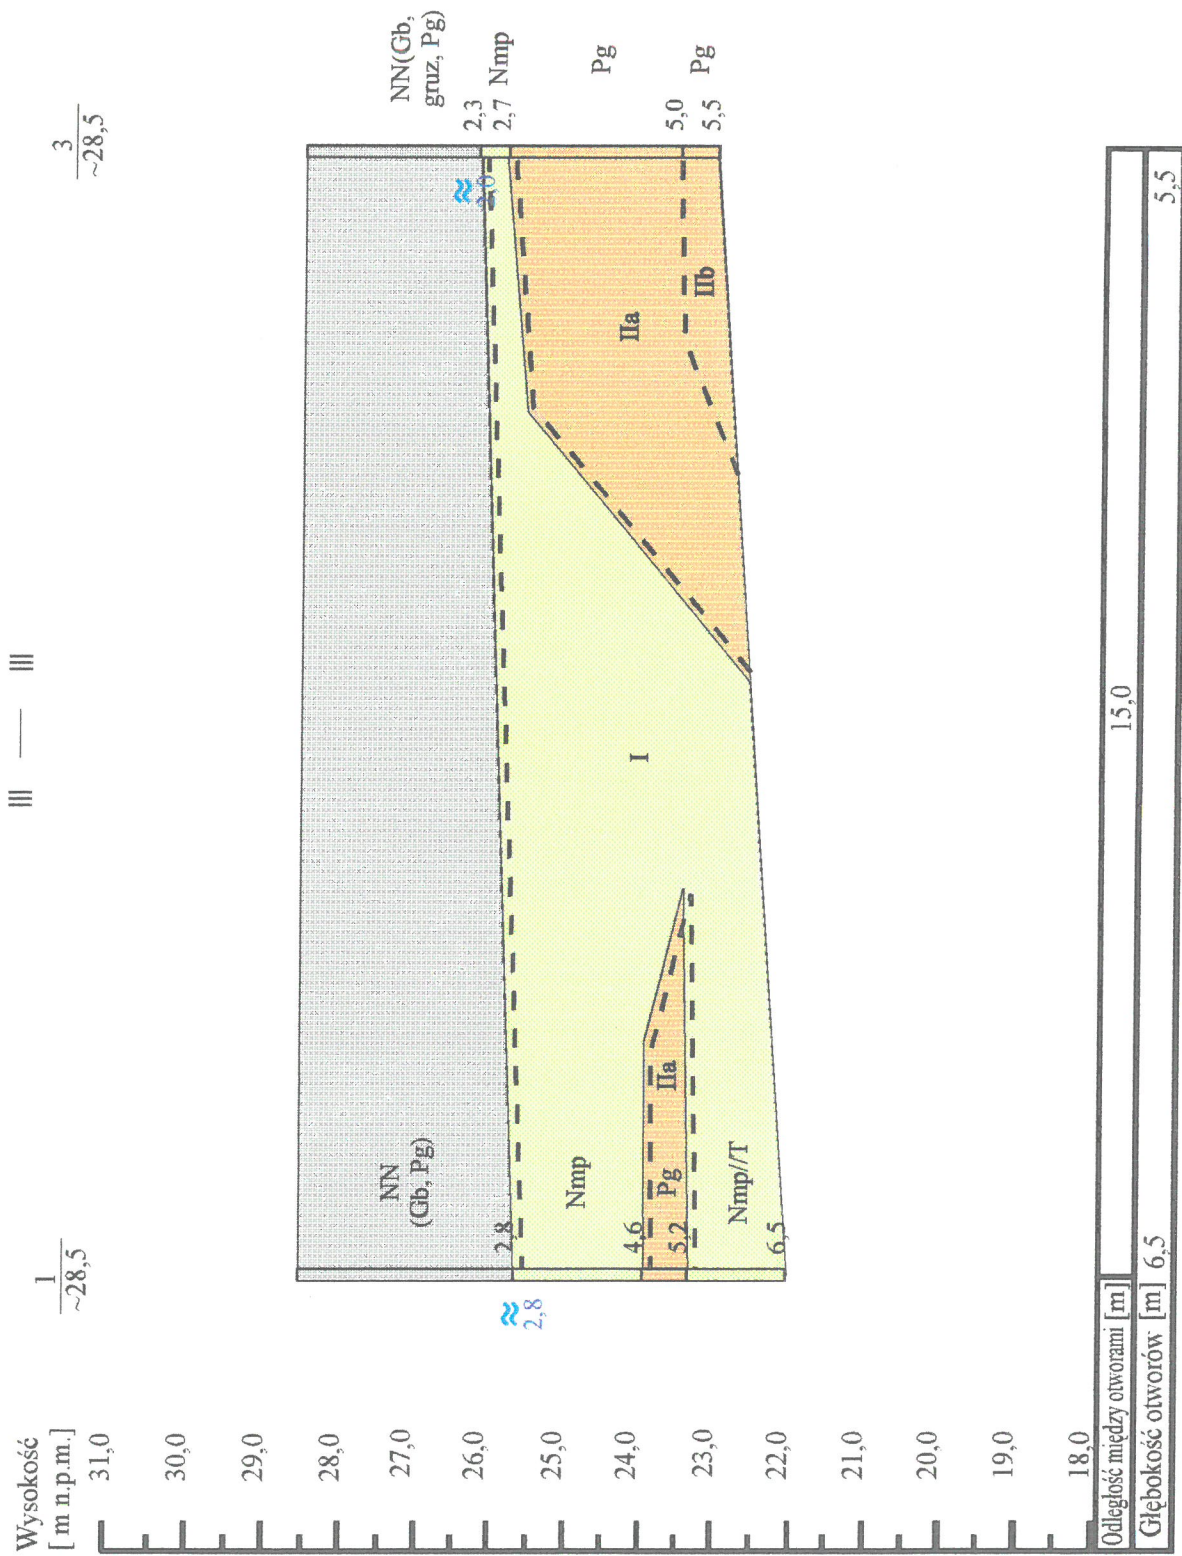 III — III
Wysokość
[ m n.p.m.]
31,0
30,0
29,0
28,0
27,0
26,0
25,0
24,0
23,0
22,0
21,0
20,0
19,0
18,0
1
~28,5
3
~28,5
NN
(Gb, Pg)
2,8
≈
2,8
Nmp
4,6
Pg
IIa
5,2
Nmp//T
6,5
I
IIa
IIb
≈
NN(Gb,
gruz, Pg)
2,3
Nmp
2,7
Pg
5,0
Pg
5,5
Odległość między otworami [m]
15,0
Głębokość otworów [m]
6,5
5,5